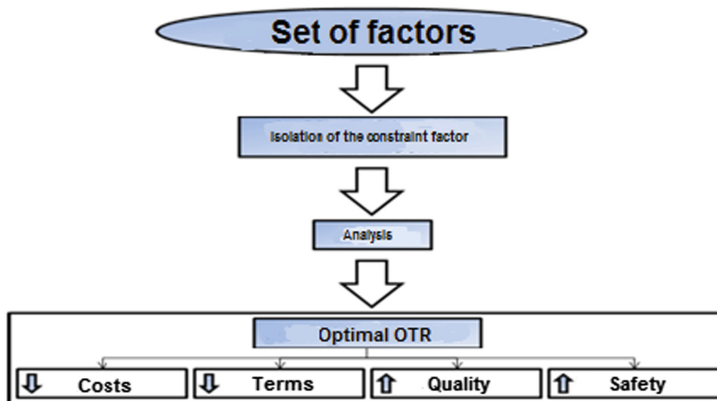 Set of factors
Isolation of the constraint factor
Analysis
Optimal OTR
Costs
Terms
Quality
Safety